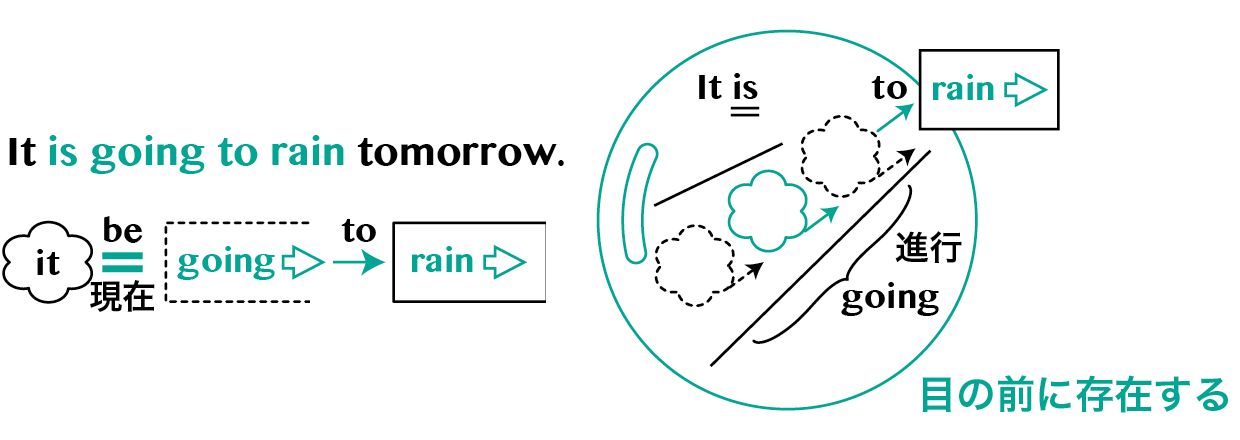 It is going to rain tomorrow.
it
be
現在
going
to
rain
It is
to
rain
進行
going
目の前に存在する